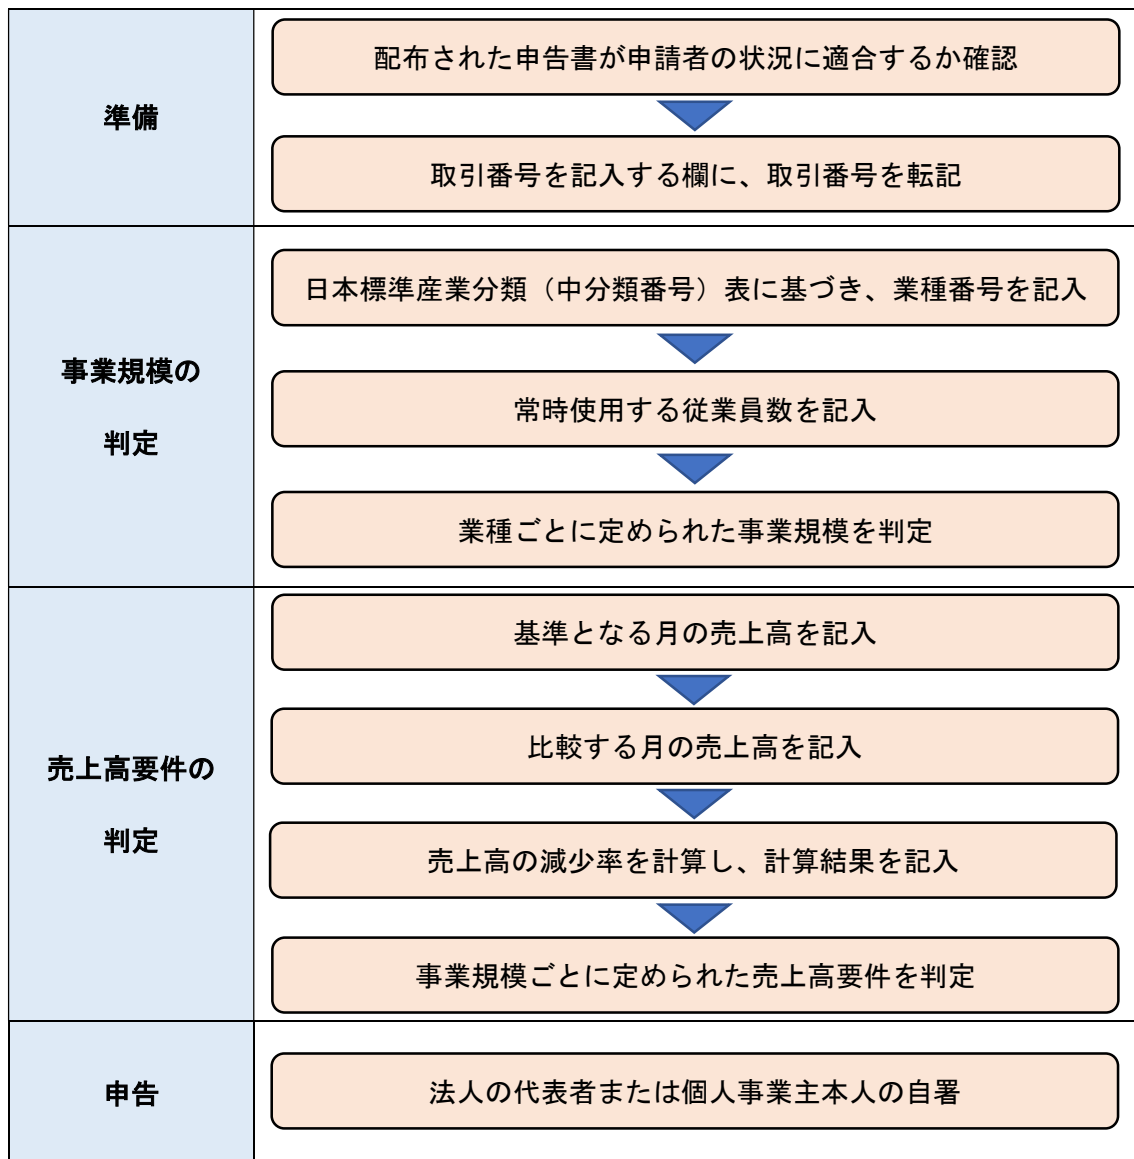 準備
配布された申告書が申請者の状況に適合するか確認
取引番号を記入する欄に、取引番号を転記
事業規模の
判定
日本標準産業分類（中分類番号）表に基づき、業種番号を記入
常時使用する従業員数を記入
業種ごとに定められた事業規模を判定
売上高要件の
判定
基準となる月の売上高を記入
比較する月の売上高を記入
売上高の減少率を計算し、計算結果を記入
事業規模ごとに定められた売上高要件を判定
申告
法人の代表者または個人事業主本人の自署